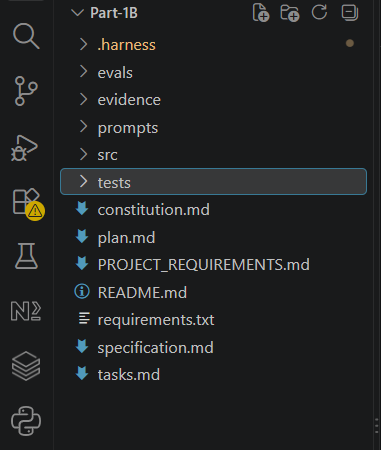 Part-1B
.harness
evals
evidence
prompts
src
tests
constitution.md
plan.md
PROJECT_REQUIREMENTS.md
README.md
requirements.txt
specification.md
tasks.md